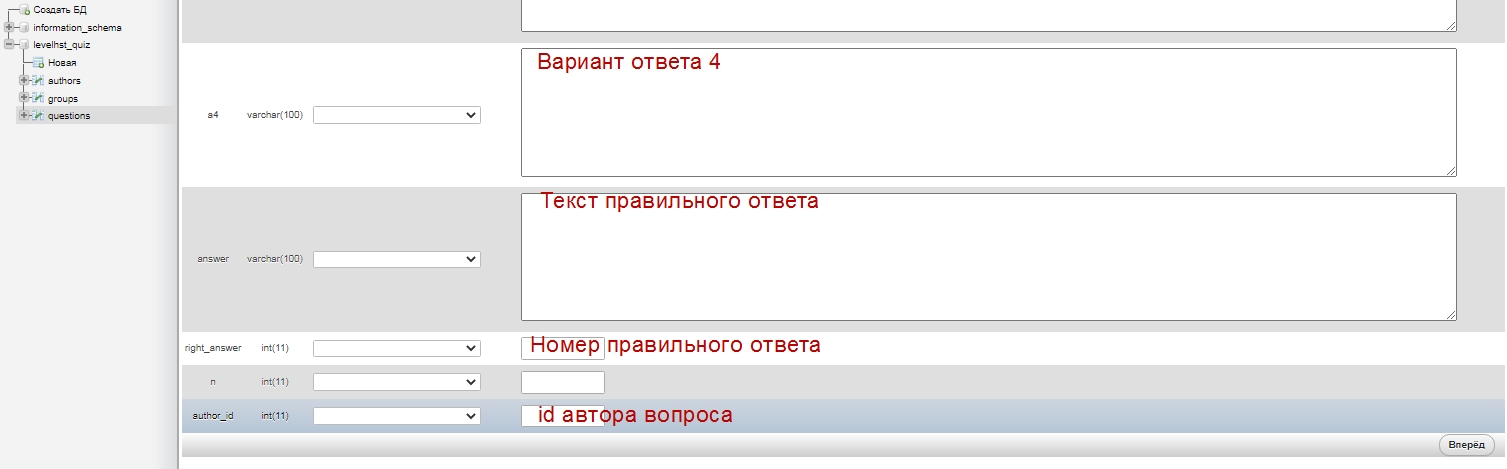 Создать БД
information_schema
levelhst_quiz
Новая
authors
groups
questions
a4 varchar(100) Вариант ответа 4
answer varchar(100) Текст правильного ответа
right_answer int(11) Номер правильного ответа
n int(11)
author_id int(11) id автора вопроса
Вперёд